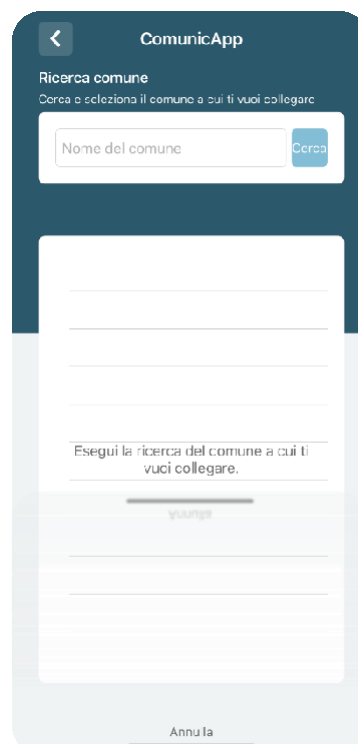 ComunicApp
Ricerca comune
Cerca e seleziona il comune a cui ti vuoi collegare
Nome del comune
Cerca
Esegui la ricerca del comune a cui ti
vuoi collegare.
Annulla
Annulla